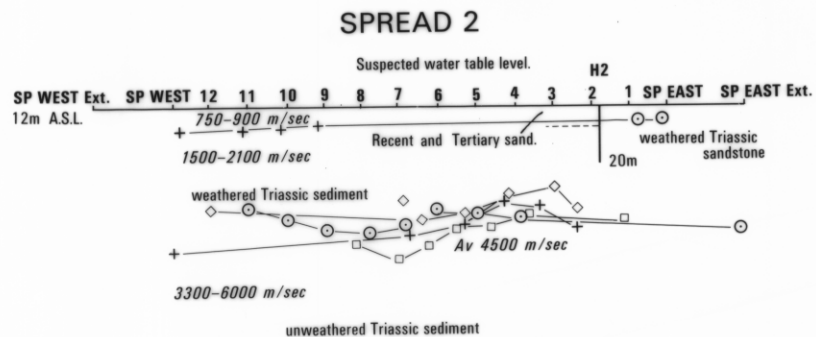 SPREAD 2
Suspected water table level.
H2
SP WEST Ext. SP WEST 12 11 10 9 8 7 6 5 4 3 2 1 SP EAST SP EAST Ext.
12m A.S.L.
750–900 m/sec
Recent and Tertiary sand.
weathered Triassic
sandstone
1500–2100 m/sec
20m
weathered Triassic sediment
Av 4500 m/sec
3300–6000 m/sec
unweathered Triassic sediment